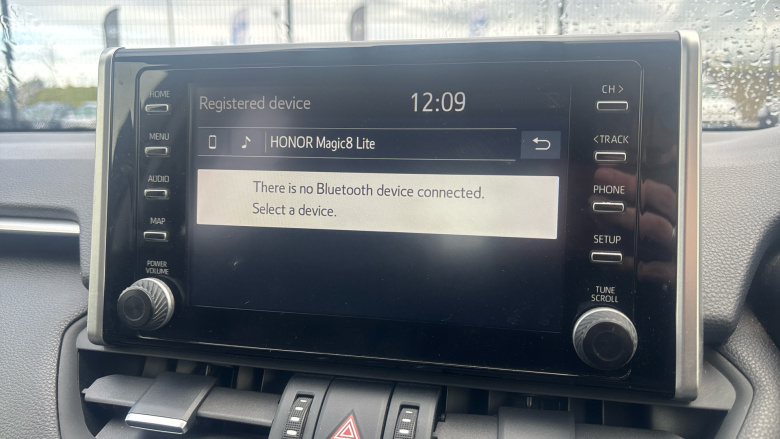 HOME
MENU
AUDIO
MAP
POWER
VOLUME
Registered device 12:09
HONOR Magic8 Lite
There is no Bluetooth device connected.
Select a device.
CH >
< TRACK
PHONE
SETUP
TUNE
SCROLL